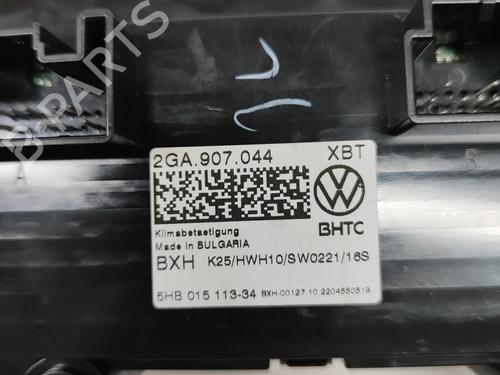 2GA.907.044 XBT
BHTC
Klimabetaetigung
Made in BULGARIA
BXH K25/HWH10/SW0221/16S
5HB 015 113-34 BXH-00127.10.2204550519
A
B
B-PARTS